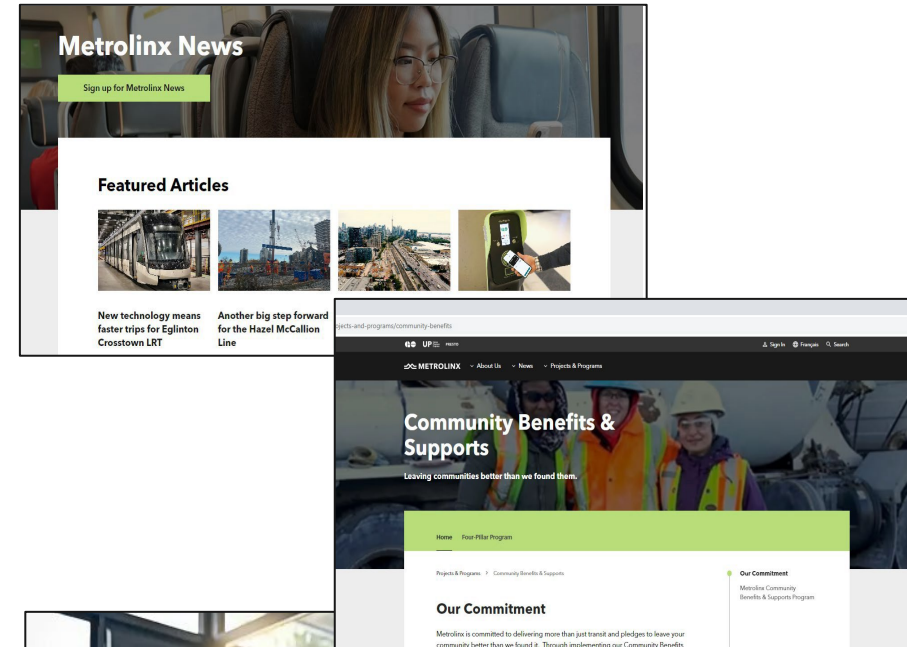 Metrolinx News
Sign up for Metrolinx News
Featured Articles
New technology means
faster trips for Eglinton
Crosstown LRT
Another big step forward
for the Hazel McCallion
Line
ojects-and-programs/community-benefits
GO UP PRESTO
Sign In Français Search
METROLINX About Us News Projects & Programs
Community Benefits &
Supports
Leaving communities better than we found them.
Home Four-Pillar Program
Projects & Programs > Community Benefits & Supports
Our Commitment
Metrolinx Community
Benefits & Supports Program
Our Commitment
Metrolinx is committed to delivering more than just transit and pledges to leave your
community better than we found it. Through implementing our Community Benefits